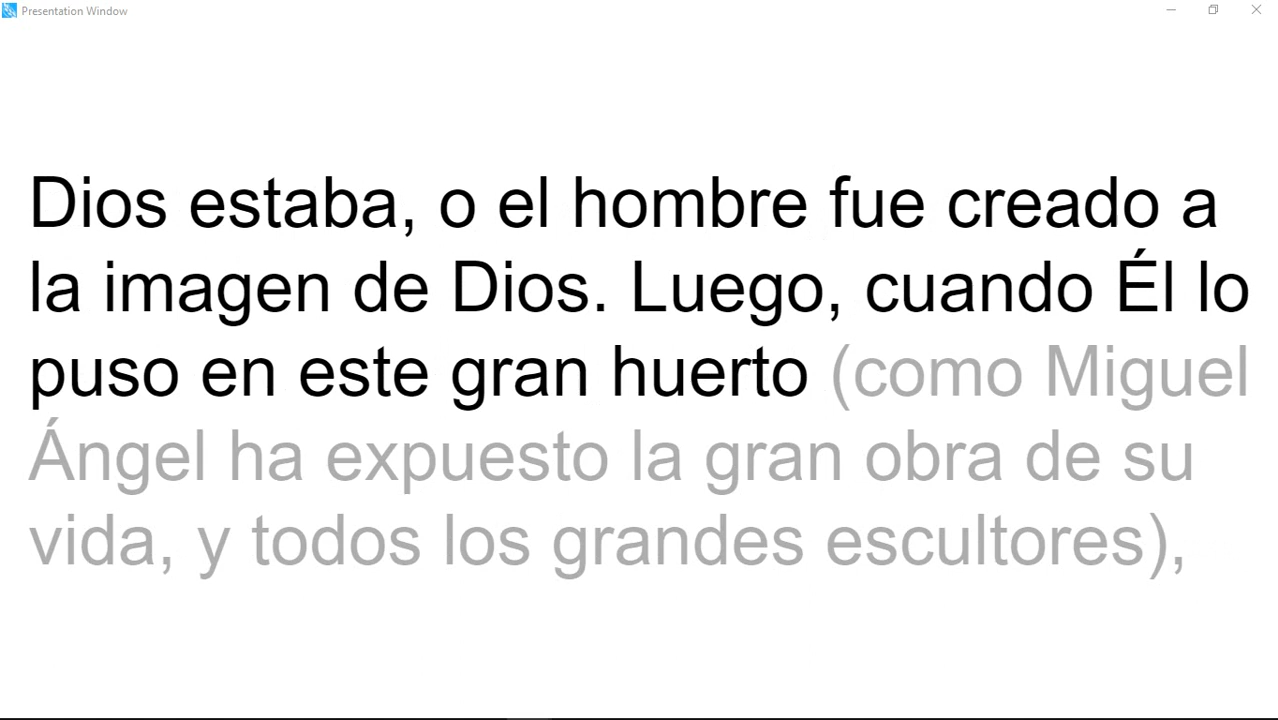 Presentation Window
Dios estaba, o el hombre fue creado a
la imagen de Dios. Luego, cuando Él lo
puso en este gran huerto (como Miguel
Ángel ha expuesto la gran obra de su
vida, y todos los grandes escultores),